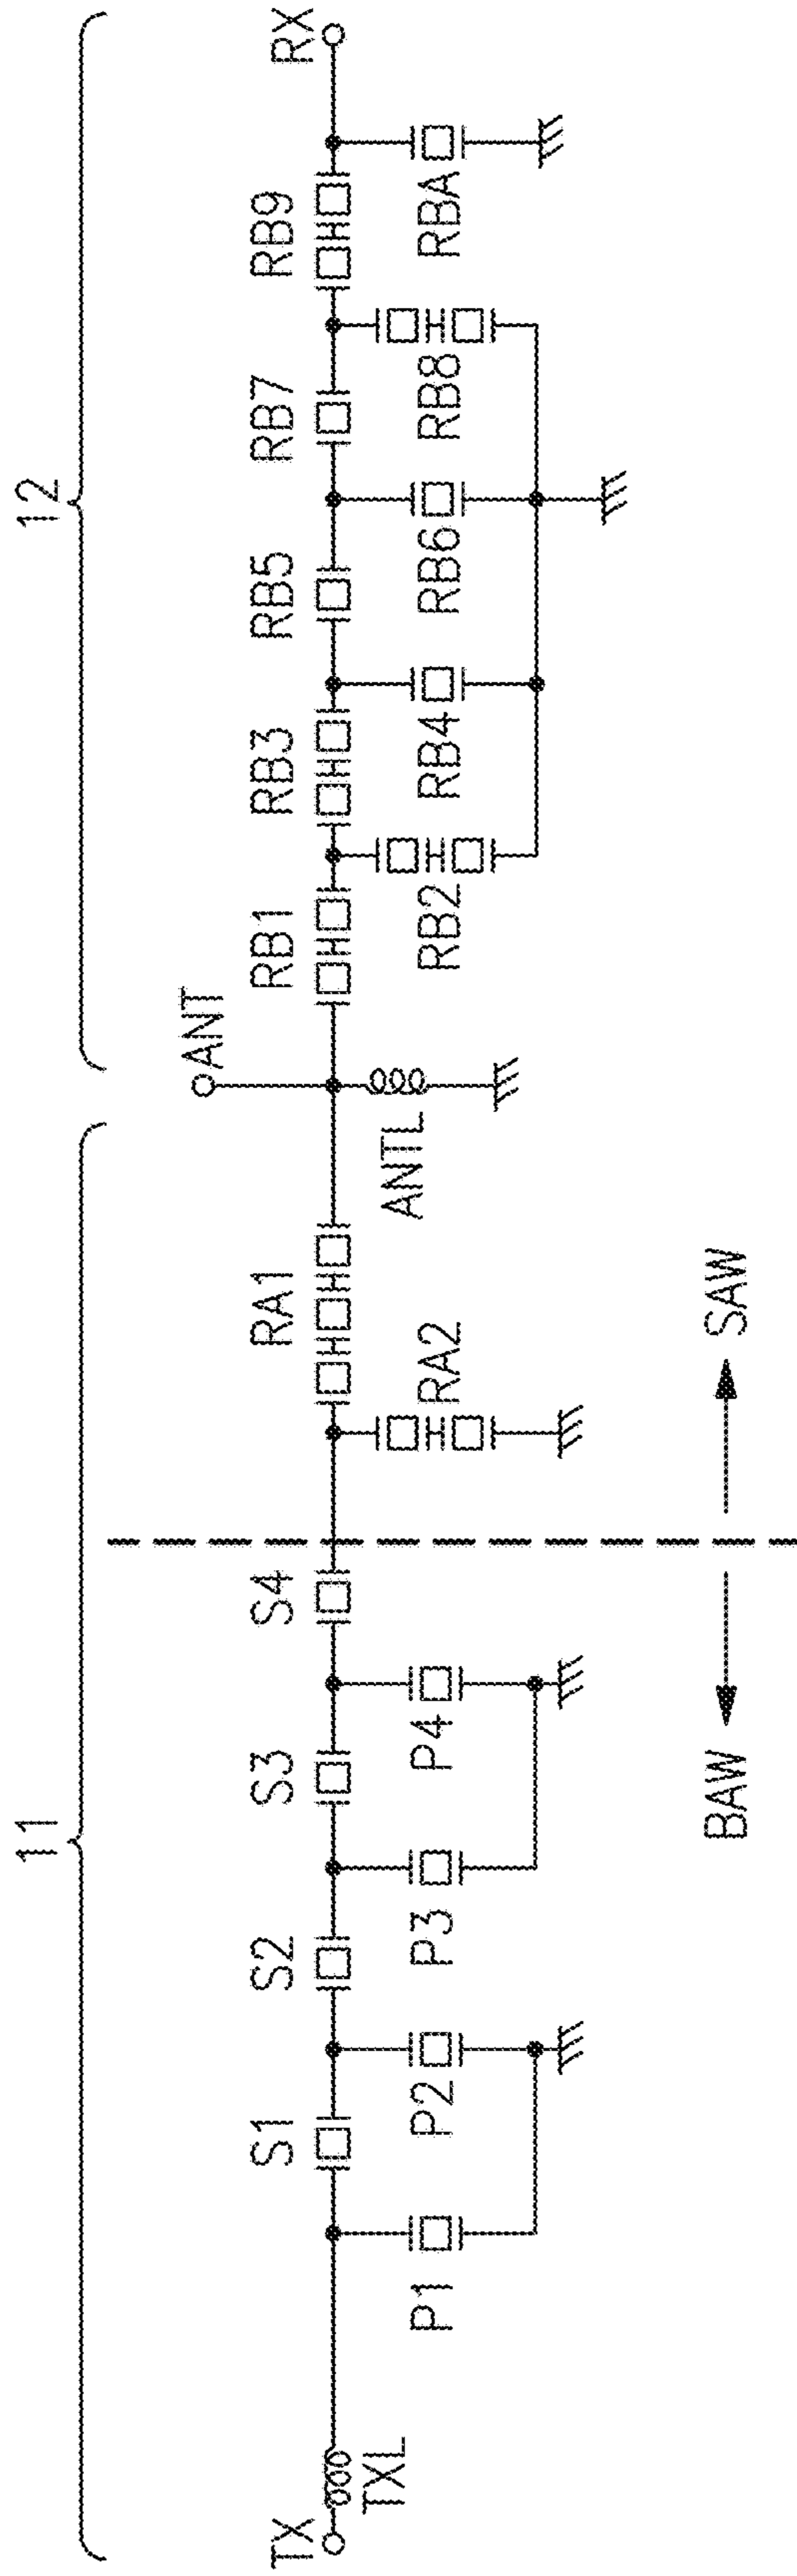 11
12
TX
TXL
P1
S1
P2
S2
P3
S3
P4
S4
RA2
RA1
ANTL
ANT
RB1
RB2
RB3
RB4
RB5
RB6
RB7
RB8
RB9
RBA
RX
BAW
SAW